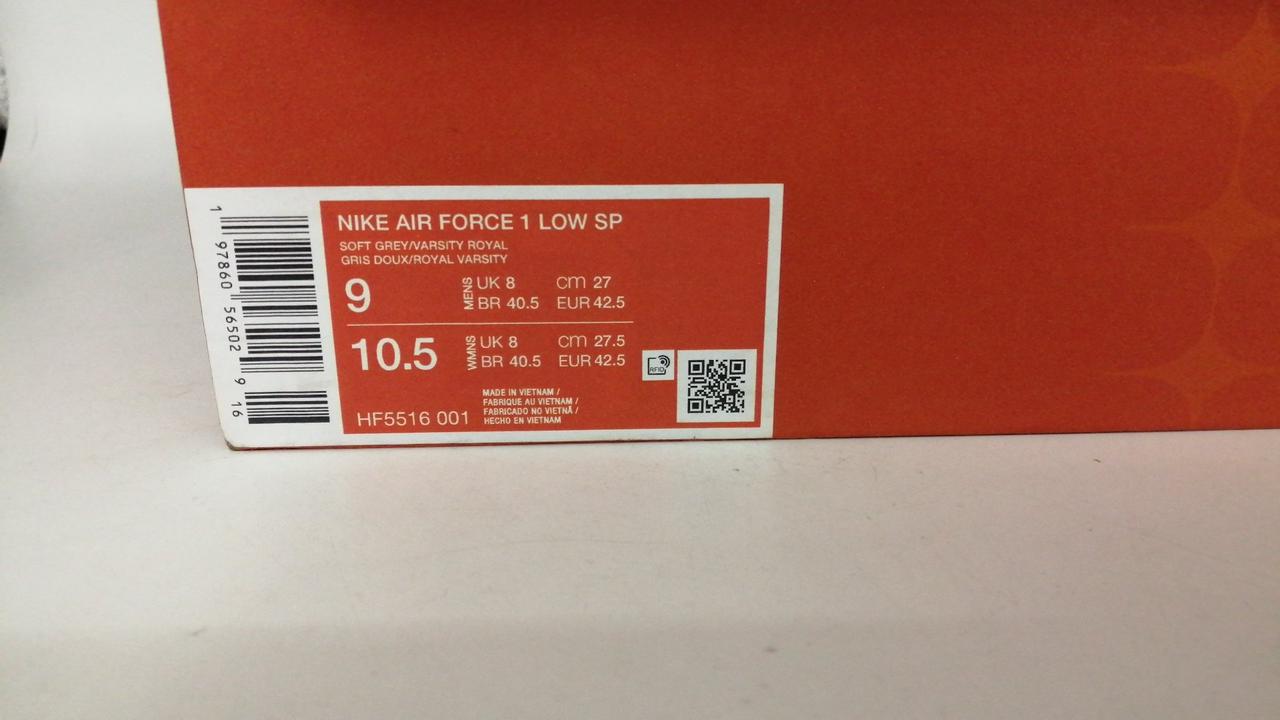 NIKE AIR FORCE 1 LOW SP
SOFT GREY/VARSITY ROYAL
GRIS DOUX/ROYAL VARSITY
9 MENS UK 8 cm 27
BR 40.5 EUR 42.5
10.5 WMNS UK 8 cm 27.5
BR 40.5 EUR 42.5
RFID
MADE IN VIETNAM /
FABRIQUE AU VIETNAM /
FABRICADO NO VIETNÃ /
HECHO EN VIETNAM
HF5516 001
1 97860 56502 9 16